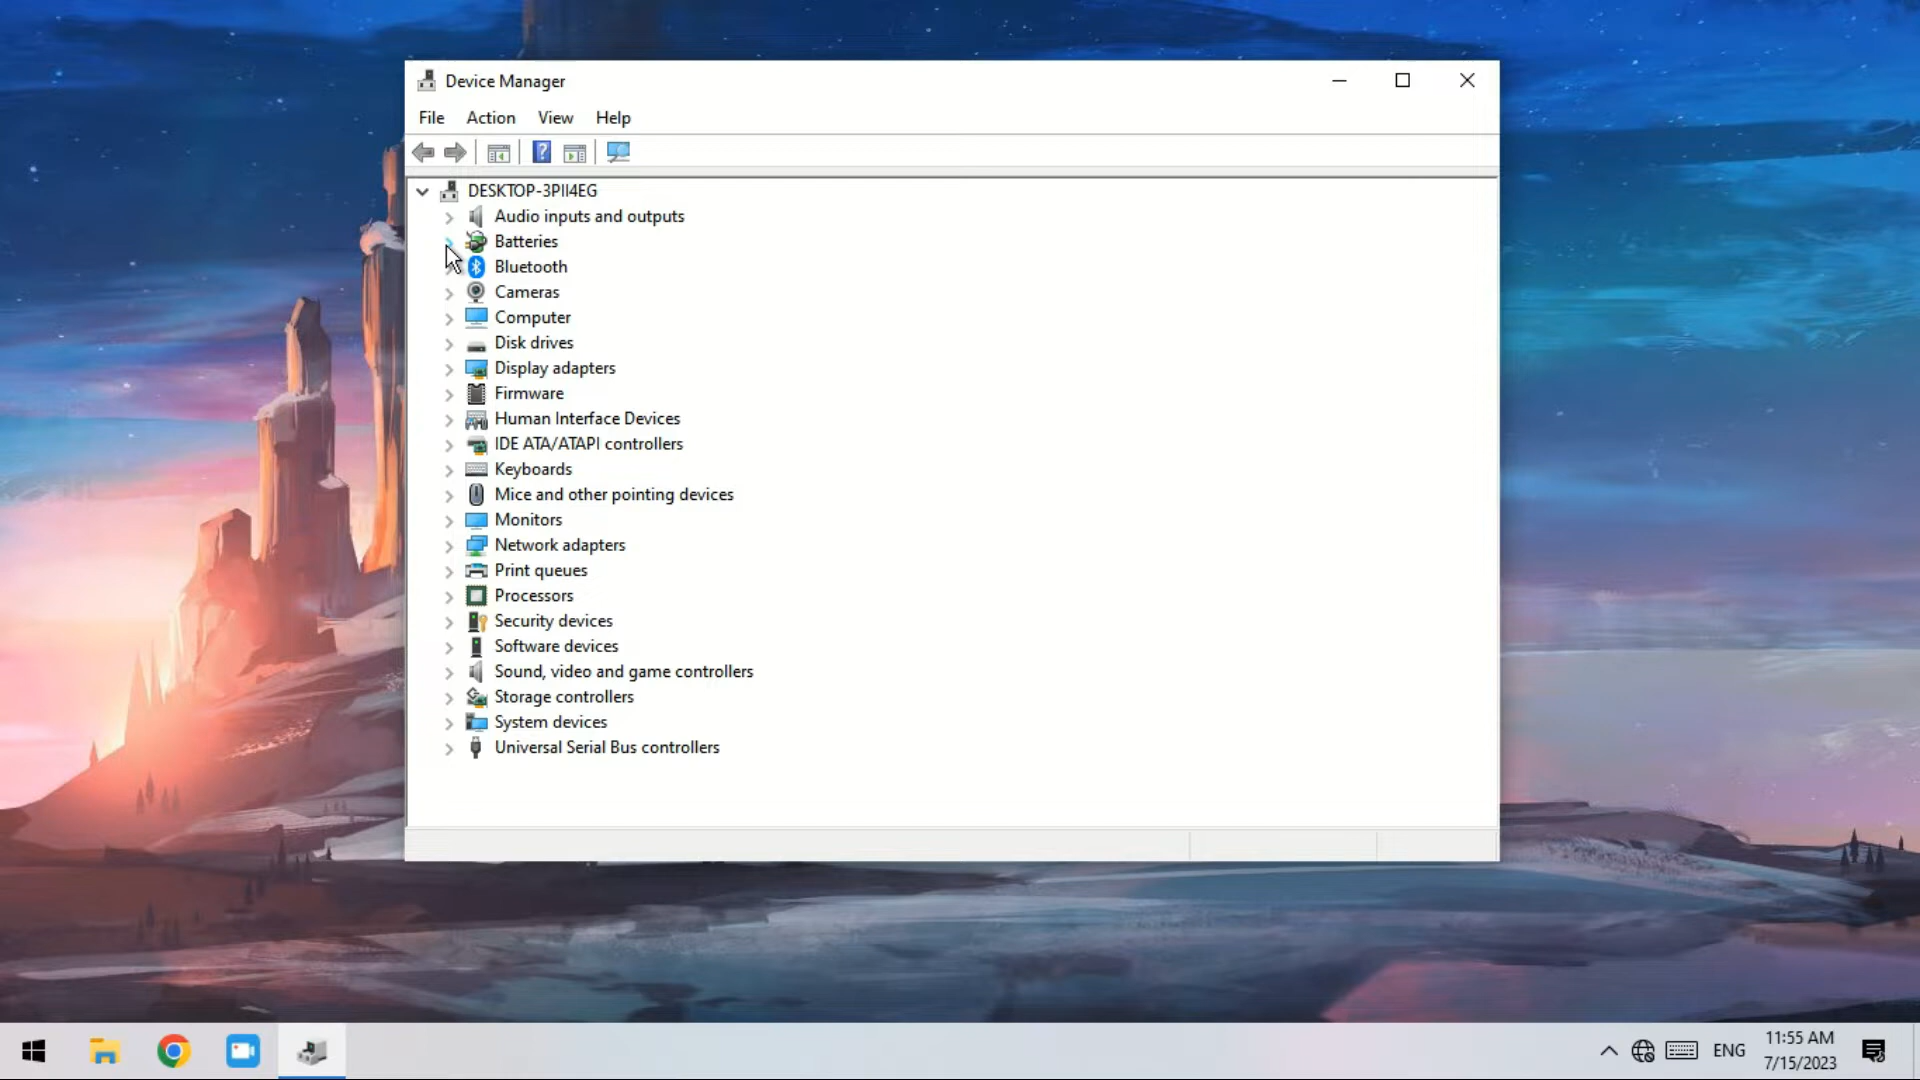 Device Manager
File Action View Help
DESKTOP-3PII4EG
Audio inputs and outputs
Batteries
Bluetooth
Cameras
Computer
Disk drives
Display adapters
Firmware
Human Interface Devices
IDE ATA/ATAPI controllers
Keyboards
Mice and other pointing devices
Monitors
Network adapters
Print queues
Processors
Security devices
Software devices
Sound, video and game controllers
Storage controllers
System devices
Universal Serial Bus controllers
ENG
11:55 AM
7/15/2023